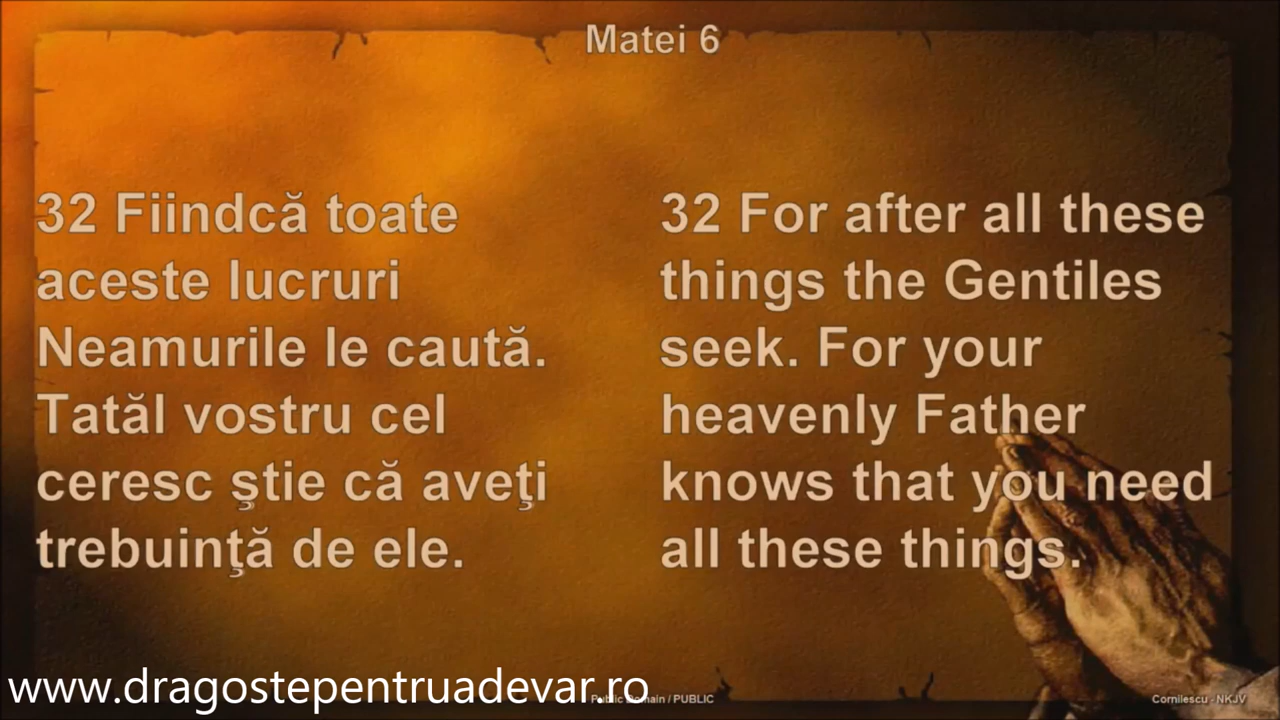 Matei 6
32 Fiindcă toate
aceste lucruri
Neamurile le caută.
Tatăl vostru cel
ceresc ştie că aveţi
trebuinţă de ele.
32 For after all these
things the Gentiles
seek. For your
heavenly Father
knows that you need
all these things.
www.dragostepentruadevar.ro
Public Domain / PUBLIC
Cornilescu - NKJV